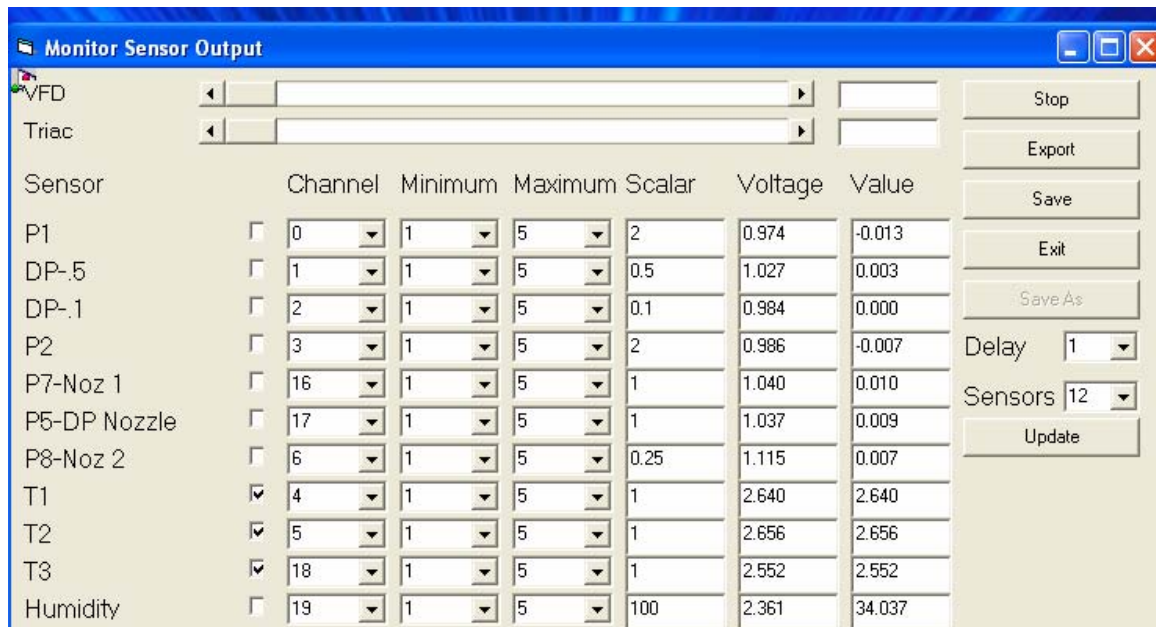 Monitor Sensor Output
VFD
Stop
Triac
Export
Sensor Channel Minimum Maximum Scalar Voltage Value
Save
P1 0 1 5 2 0.974 -0.013
Exit
DP-.5 1 1 5 0.5 1.027 0.003
Save As
DP-.1 2 1 5 0.1 0.984 0.000
P2 3 1 5 2 0.986 -0.007
Delay 1
P7-Noz 1 16 1 5 1 1.040 0.010
Sensors 12
P5-DP Nozzle 17 1 5 1 1.037 0.009
Update
P8-Noz 2 6 1 5 0.25 1.115 0.007
T1 4 1 5 1 2.640 2.640
T2 5 1 5 1 2.656 2.656
T3 18 1 5 1 2.552 2.552
Humidity 19 1 5 100 2.361 34.037